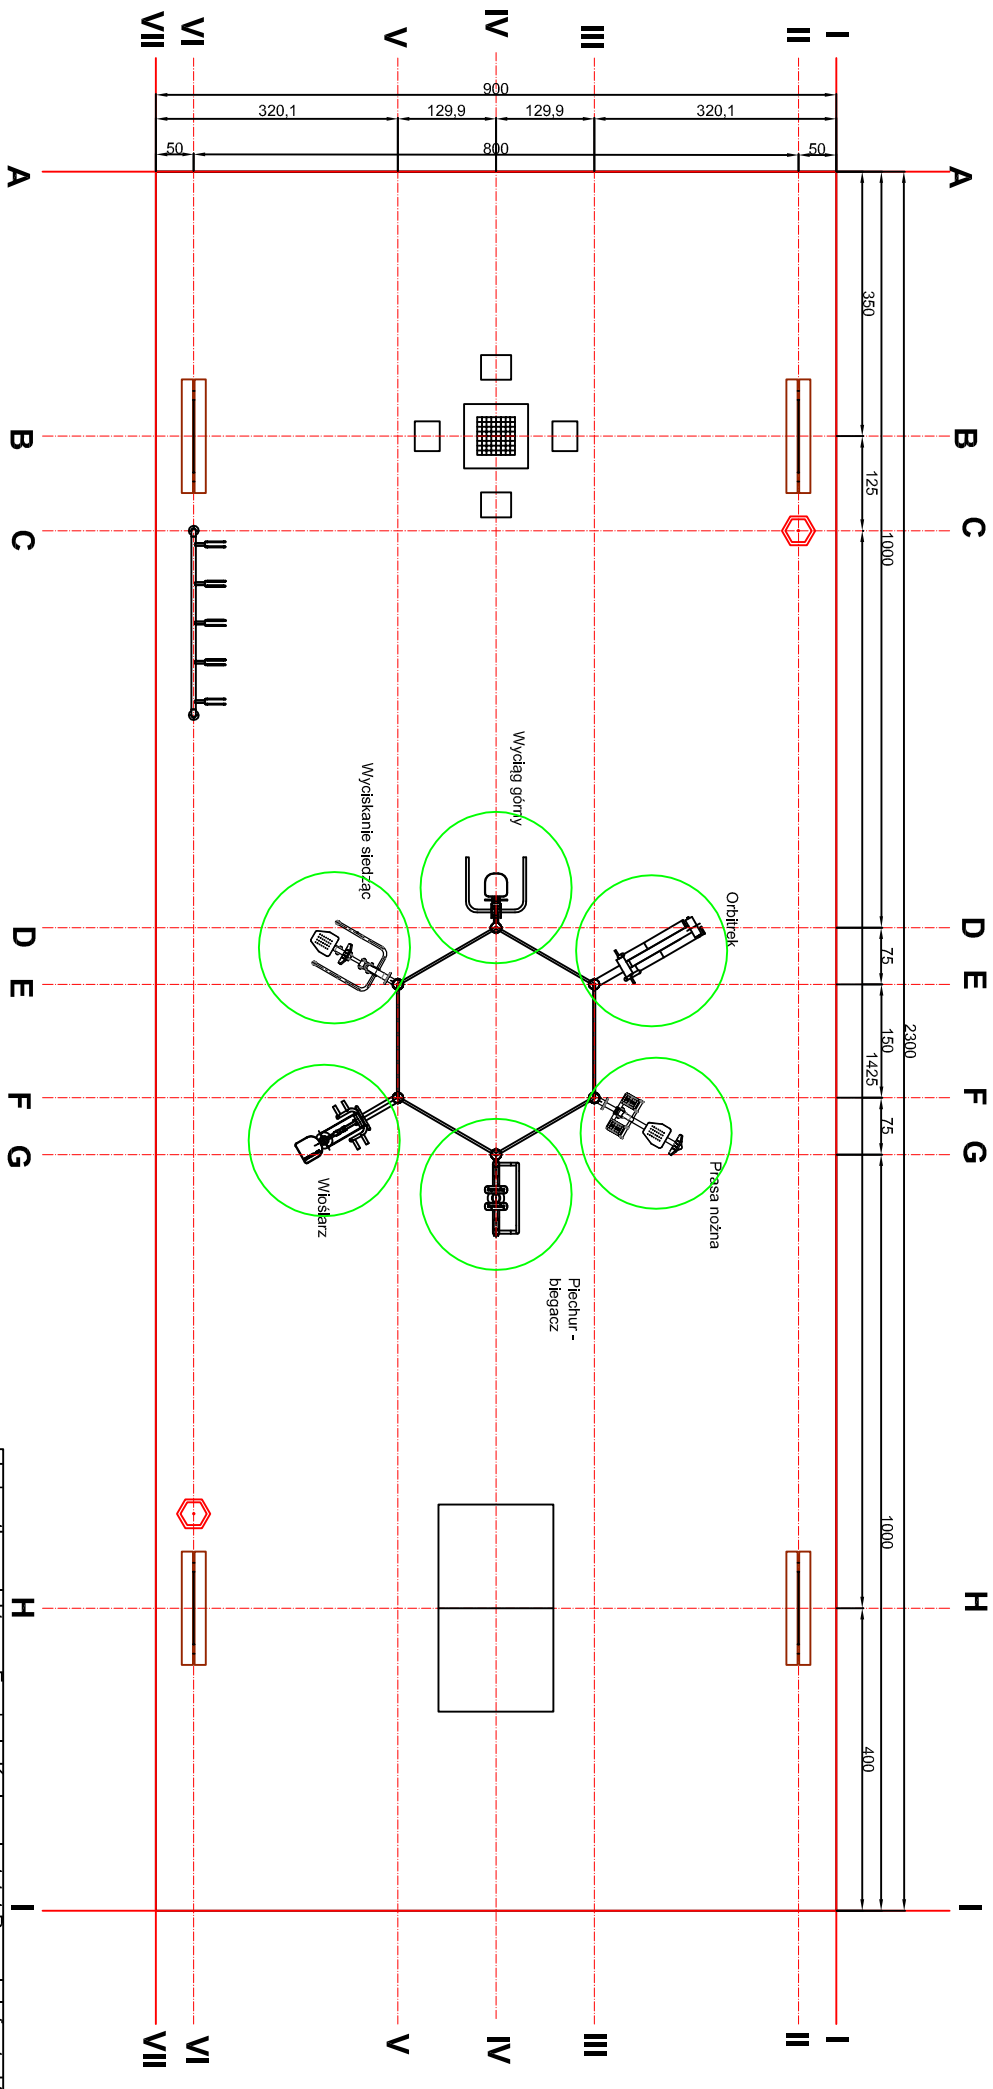 I
II
III
IV
V
VI
VII
900
320,1
129,9
129,9
320,1
50
800
50
A
A
350
B
B
125
C
C
1000
Wyciąg górny
Wyciskanie siedząc
Orbitrek
D
D
75
E
E
2300
150
1425
F
F
75
G
G
Prasa nożna
Wioślarz
Piechur -
biegacz
1000
H
H
400
I
I
I
II
III
IV
V
VI
VII